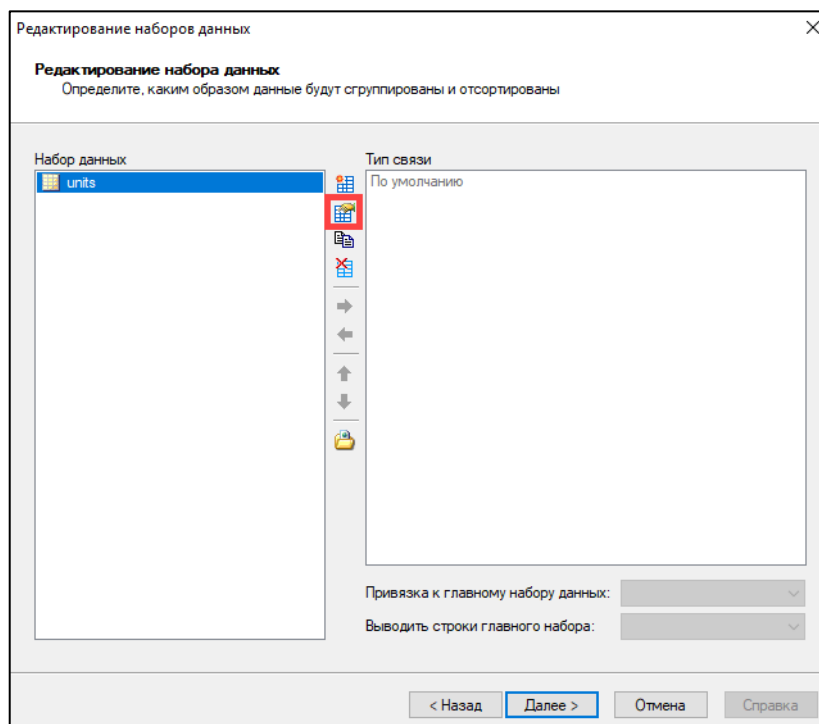 Редактирование наборов данных
Редактирование набора данных
Определите, каким образом данные будут сгруппированы и отсортированы
Набор данных
Тип связи
units
По умолчанию
Привязка к главному набору данных:
Выводить строки главного набора:
< Назад
Далее >
Отмена
Справка